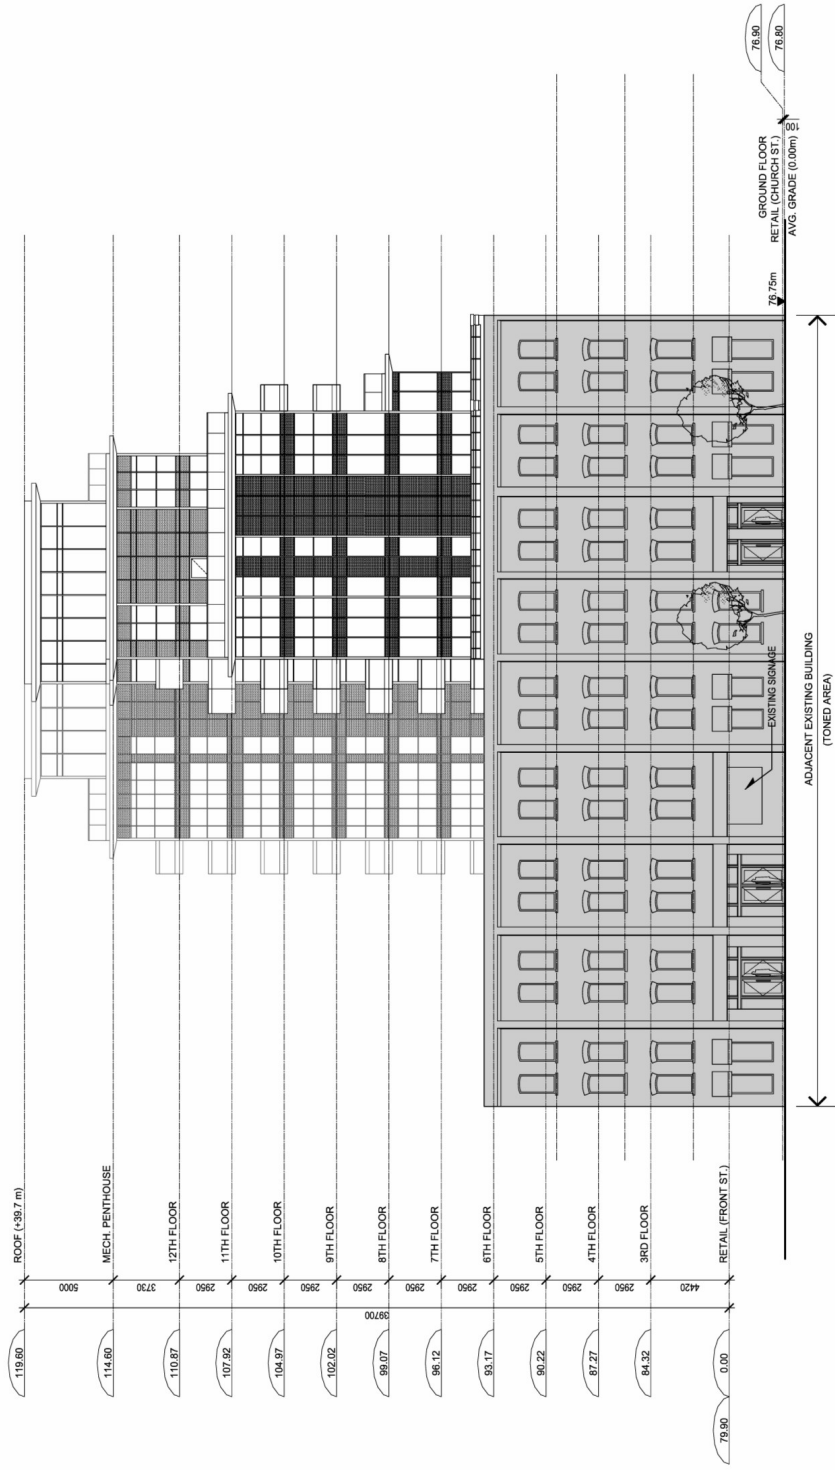 119.60
ROOF (+39.7 m)
5000
114.60
MECH. PENTHOUSE
3730
110.87
12TH FLOOR
2950
107.92
11TH FLOOR
2950
104.97
10TH FLOOR
2950
102.02
9TH FLOOR
2950
99.07
8TH FLOOR
2950
96.12
7TH FLOOR
2950
93.17
6TH FLOOR
2950
90.22
5TH FLOOR
2950
87.27
4TH FLOOR
2950
84.32
3RD FLOOR
4420
79.90
0.00
RETAIL (FRONT ST.)
39700
EXISTING SIGNAGE
ADJACENT EXISTING BUILDING
(TONED AREA)
76.75m
GROUND FLOOR
RETAIL (CHURCH ST.)
AVG. GRADE (0.00m)
100
76.90
76.80